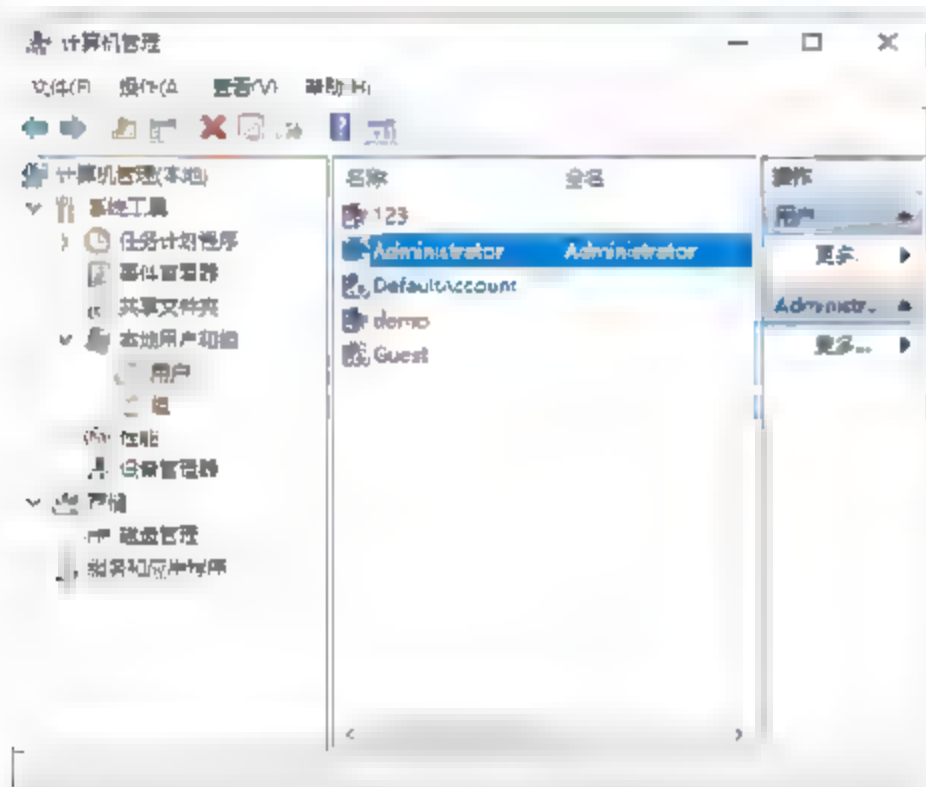 计算机管理
文件(F) 操作(A 查看(V) 帮助(H)
计算机管理(本地)
系统工具
任务计划程序
事件查看器
共享文件夹
本地用户和组
用户
组
性能
设备管理器
存储
磁盘管理
服务和应用程序
名称 全名
123
Administrator Administrator
DefaultAccount
demo
Guest
操作
用户
更多...
Administr...
更多...